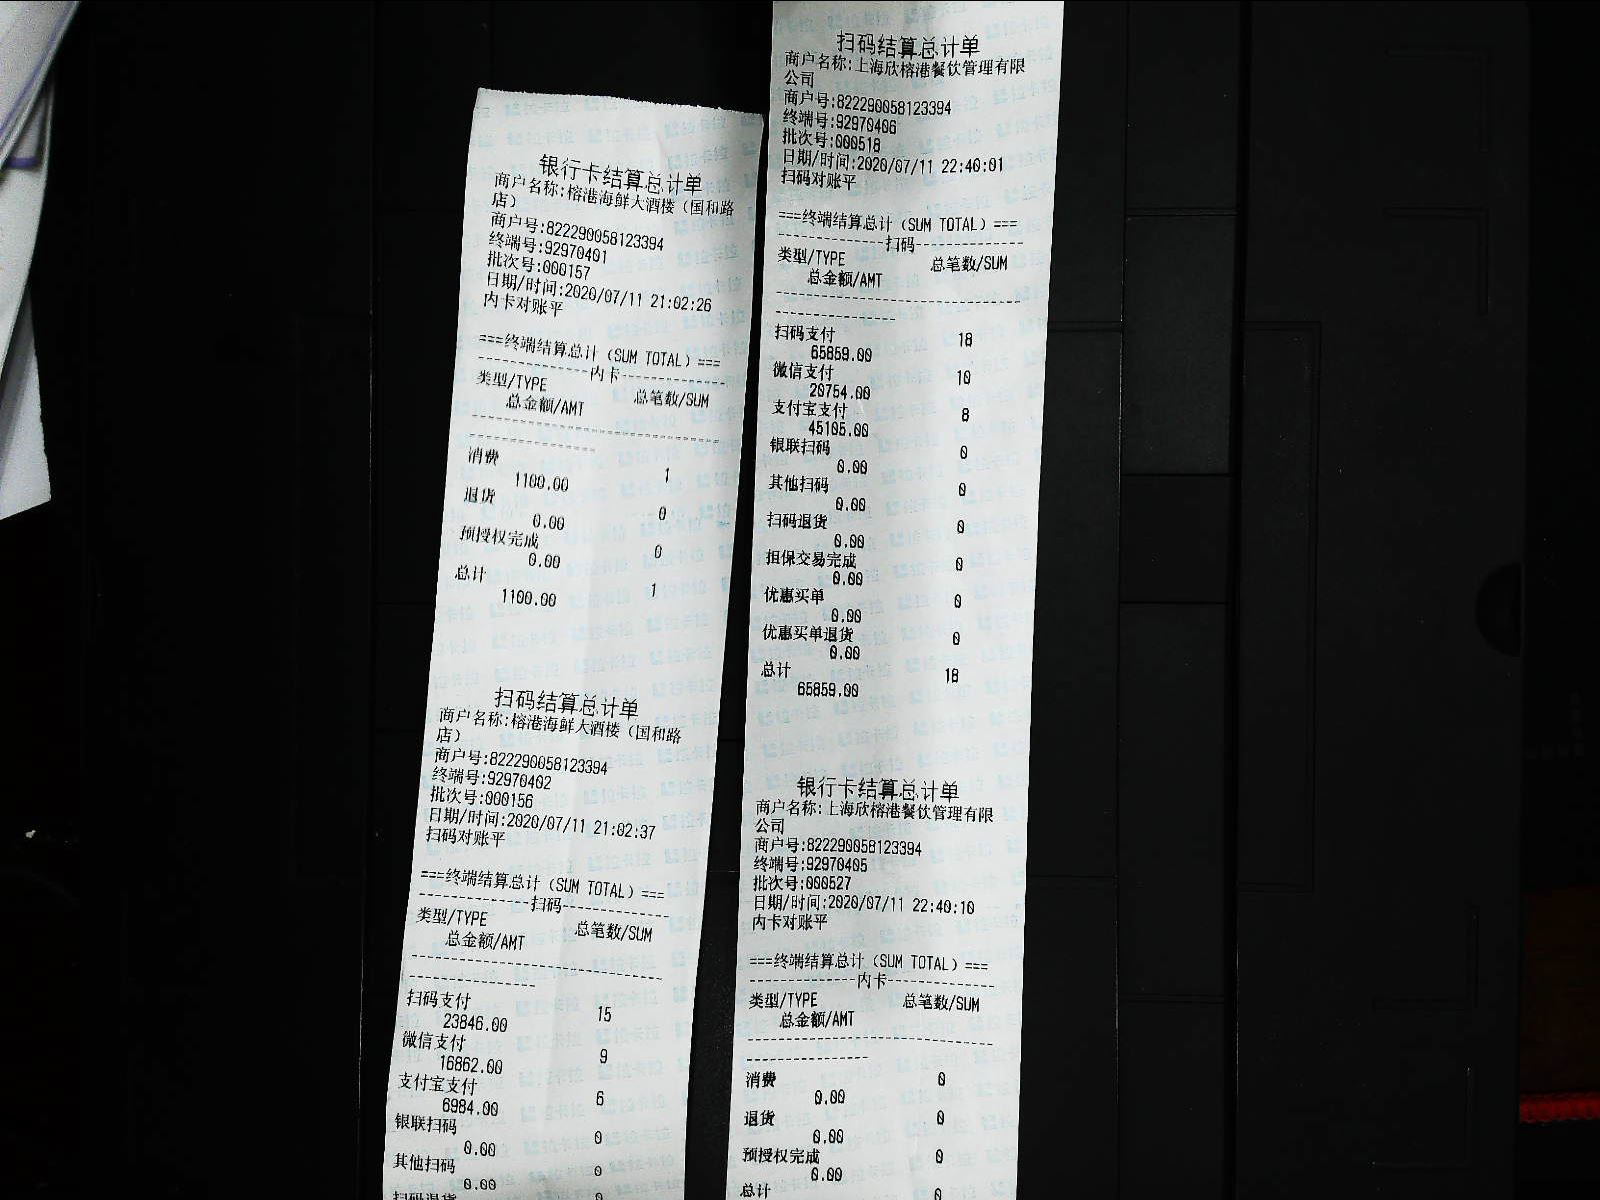 银行卡结算总计单
商户名称:榕港海鲜大酒楼（国和路
店）
商户号:822290058123394
终端号:92970401
批次号:000157
日期/时间:2020/07/11 21:02:26
内卡对账平
===终端结算总计（SUM TOTAL）===
---------------内卡---------------
类型/TYPE 总笔数/SUM
总金额/AMT
消费 1
1100.00
退货 0
0.00
预授权完成 0
0.00
总计 1
1100.00
扫码结算总计单
商户名称:榕港海鲜大酒楼（国和路
店）
商户号:822290058123394
终端号:92970402
批次号:000156
日期/时间:2020/07/11 21:02:37
扫码对账平
===终端结算总计（SUM TOTAL）===
---------------扫码---------------
类型/TYPE 总笔数/SUM
总金额/AMT
扫码支付 15
23846.00
微信支付 9
16862.00
支付宝支付 6
6984.00
银联扫码 0
0.00
其他扫码 0
0.00
扫码退货 0
扫码结算总计单
商户名称:上海欣榕港餐饮管理有限
公司
商户号:822290058123394
终端号:92970406
批次号:000518
日期/时间:2020/07/11 22:40:01
扫码对账平
===终端结算总计（SUM TOTAL）===
---------------扫码---------------
类型/TYPE 总笔数/SUM
总金额/AMT
扫码支付 18
65859.00
微信支付 10
20754.00
支付宝支付 8
45105.00
银联扫码 0
0.00
其他扫码 0
0.00
扫码退货 0
0.00
担保交易完成 0
0.00
优惠买单 0
0.00
优惠买单退货 0
0.00
总计 18
65859.00
银行卡结算总计单
商户名称:上海欣榕港餐饮管理有限
公司
商户号:822290058123394
终端号:92970405
批次号:000527
日期/时间:2020/07/11 22:40:10
内卡对账平
===终端结算总计（SUM TOTAL）===
---------------内卡---------------
类型/TYPE 总笔数/SUM
总金额/AMT
消费 0
0.00
退货 0
0.00
预授权完成 0
0.00
总计 0